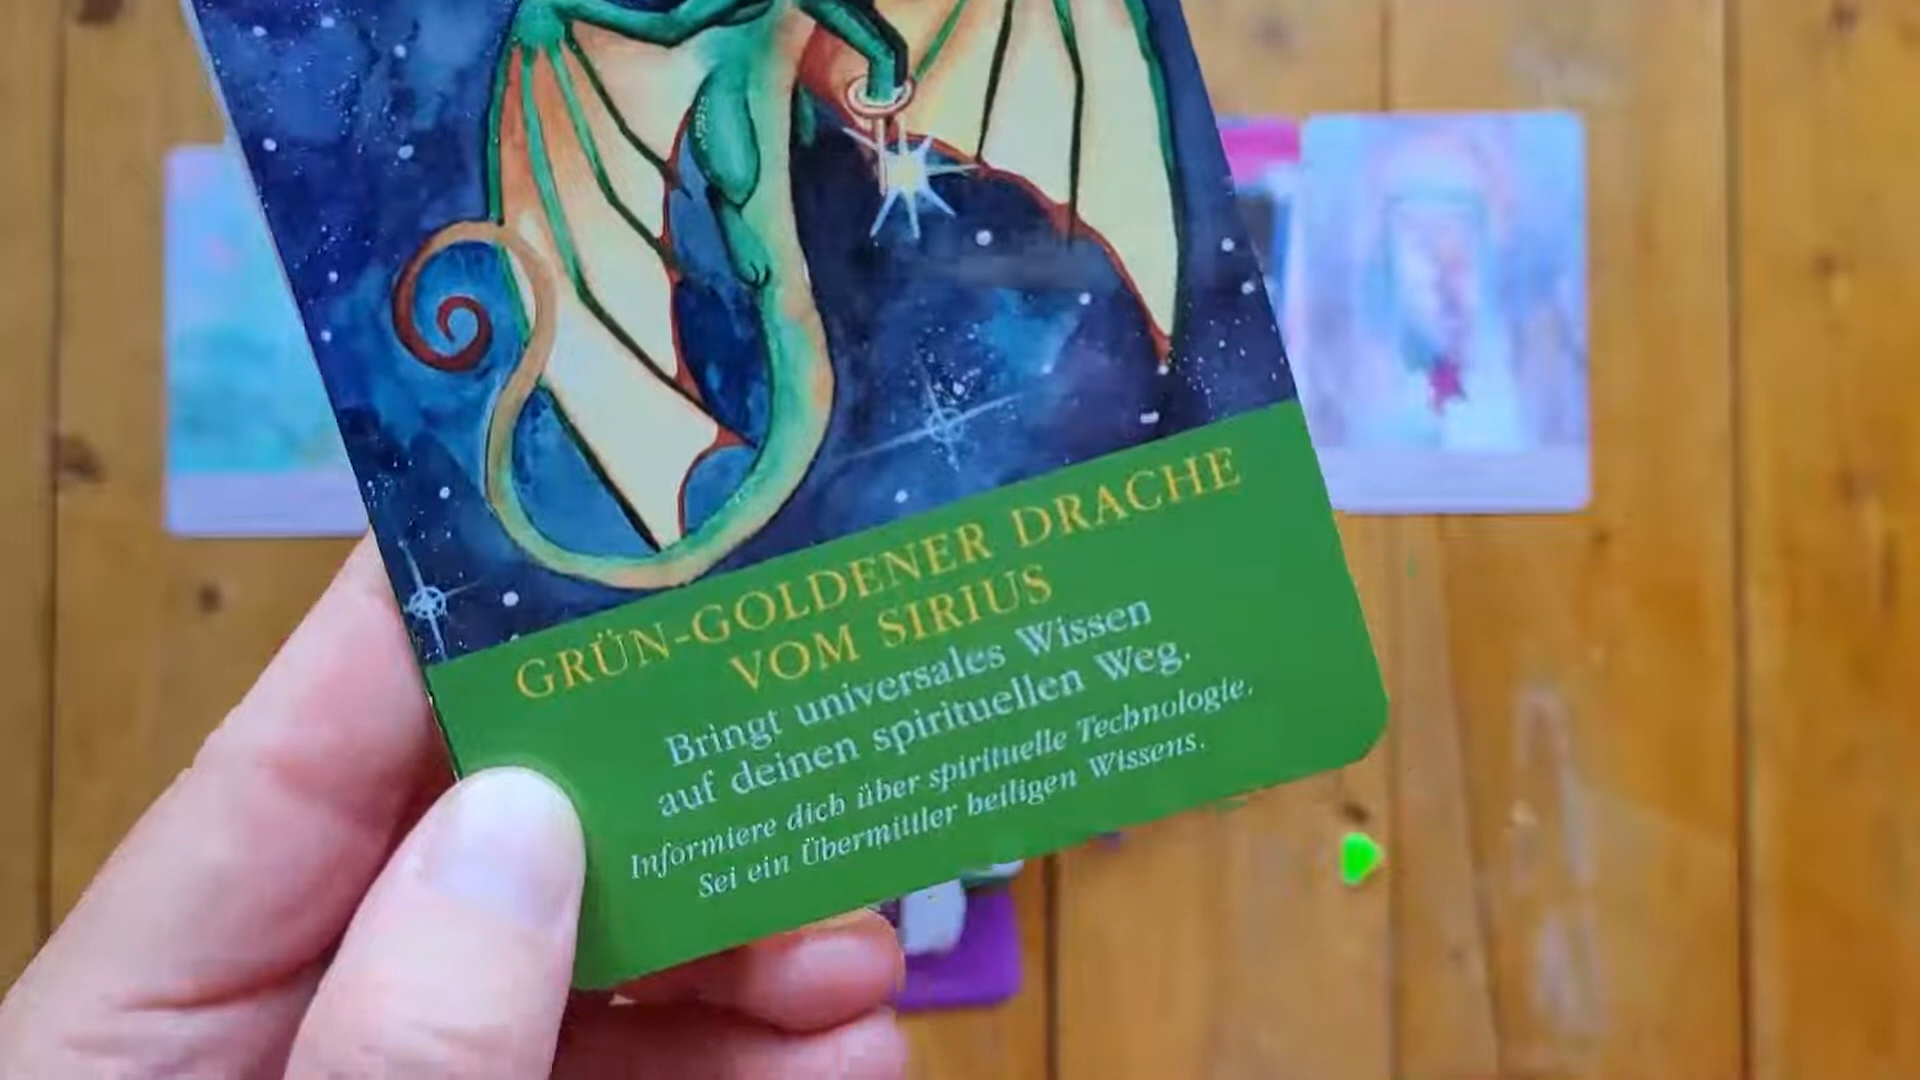 GRÜN-GOLDENER DRACHE
VOM SIRIUS
Bringt universales Wissen
auf deinen spirituellen Weg.
Informiere dich über spirituelle Technologie.
Sei ein Übermittler heiligen Wissens.